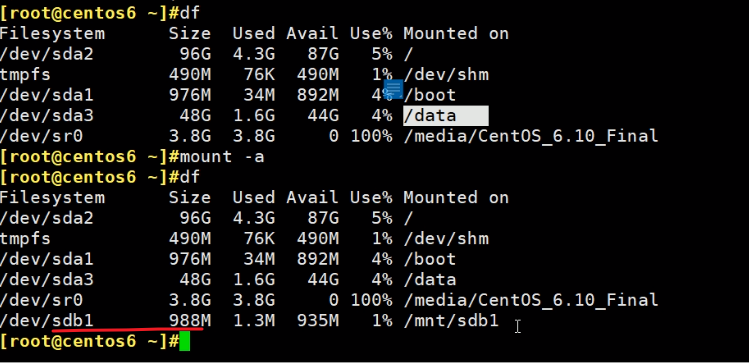 [root@centos6 ~]#df
Filesystem      Size  Used Avail Use% Mounted on
/dev/sda2        96G  4.3G   87G   5% /
tmpfs           490M   76K  490M   1% /dev/shm
/dev/sda1       976M   34M  892M   4% /boot
/dev/sda3        48G  1.6G   44G   4% /data
/dev/sr0        3.8G  3.8G     0 100% /media/CentOS_6.10_Final
[root@centos6 ~]#mount -a
[root@centos6 ~]#df
Filesystem      Size  Used Avail Use% Mounted on
/dev/sda2        96G  4.3G   87G   5% /
tmpfs           490M   76K  490M   1% /dev/shm
/dev/sda1       976M   34M  892M   4% /boot
/dev/sda3        48G  1.6G   44G   4% /data
/dev/sr0        3.8G  3.8G     0 100% /media/CentOS_6.10_Final
/dev/sdb1       988M  1.3M  935M   1% /mnt/sdb1
[root@centos6 ~]#